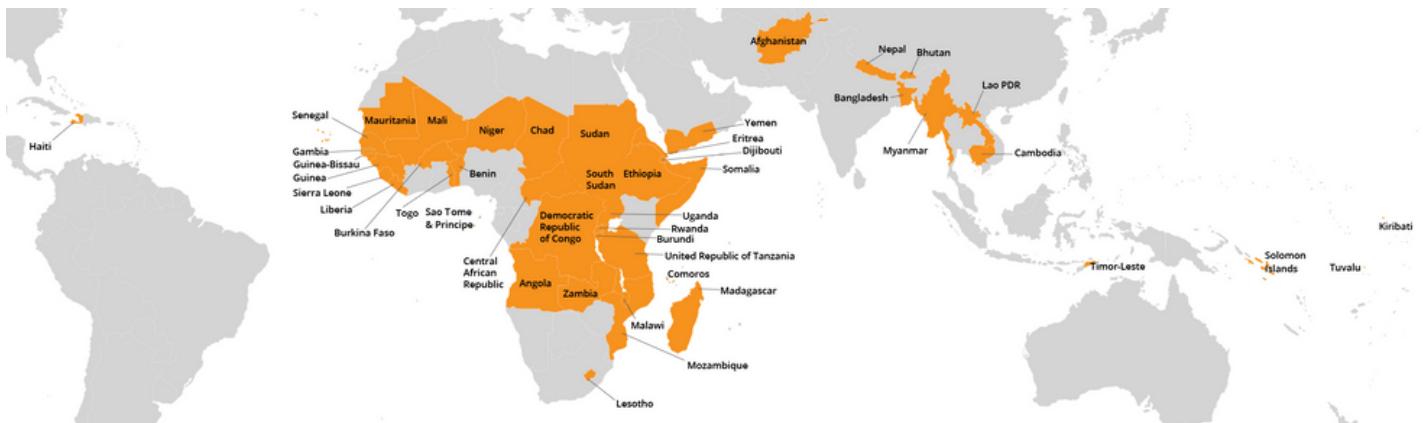 Afghanistan
Nepal
Bhutan
Bangladesh
Lao PDR
Myanmar
Cambodia
Haiti
Senegal
Mauritania
Mali
Niger
Chad
Sudan
Yemen
Eritrea
Djibouti
Somalia
Gambia
Guinea-Bissau
Guinea
Sierra Leone
Liberia
Burkina Faso
Togo
Benin
Sao Tome
& Principe
South
Sudan
Ethiopia
Uganda
Rwanda
Burundi
United Republic of Tanzania
Democratic
Republic
of Congo
Central
African
Republic
Angola
Zambia
Comoros
Madagascar
Malawi
Mozambique
Lesotho
Timor-Leste
Solomon
Islands
Tuvalu
Kiribati